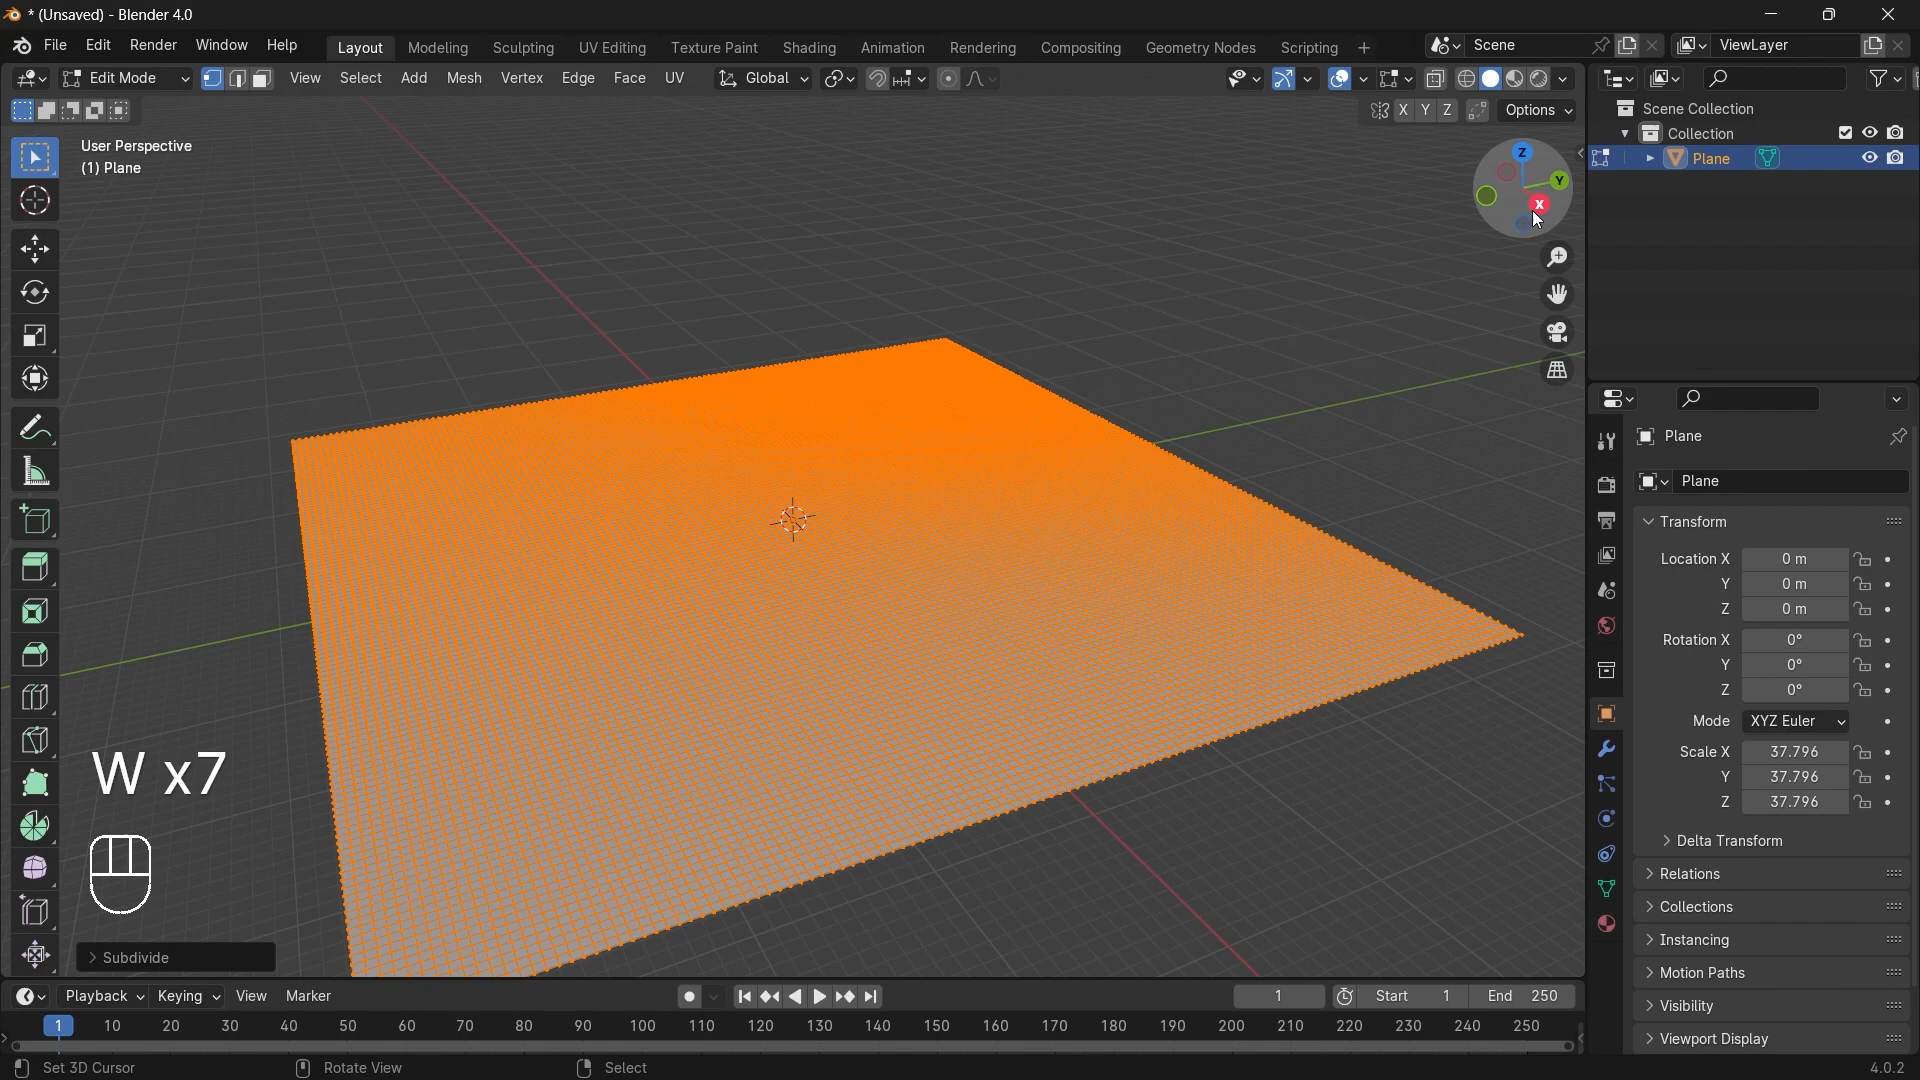 * (Unsaved) - Blender 4.0
File Edit Render Window Help Layout Modeling Sculpting UV Editing Texture Paint Shading Animation Rendering Compositing Geometry Nodes Scripting + Scene ViewLayer
Edit Mode View Select Add Mesh Vertex Edge Face UV Global
X Y Z Options
User Perspective
(1) Plane
Z
Y
X
Scene Collection
Collection
Plane
Plane
Plane
Transform
Location X 0 m
Y 0 m
Z 0 m
Rotation X 0°
Y 0°
Z 0°
Mode XYZ Euler
Scale X 37.796
Y 37.796
Z 37.796
Delta Transform
Relations
Collections
Instancing
Motion Paths
Visibility
Viewport Display
W x7
Subdivide
Playback Keying View Marker 1 Start 1 End 250
1 10 20 30 40 50 60 70 80 90 100 110 120 130 140 150 160 170 180 190 200 210 220 230 240 250
Set 3D Cursor Rotate View Select 4.0.2